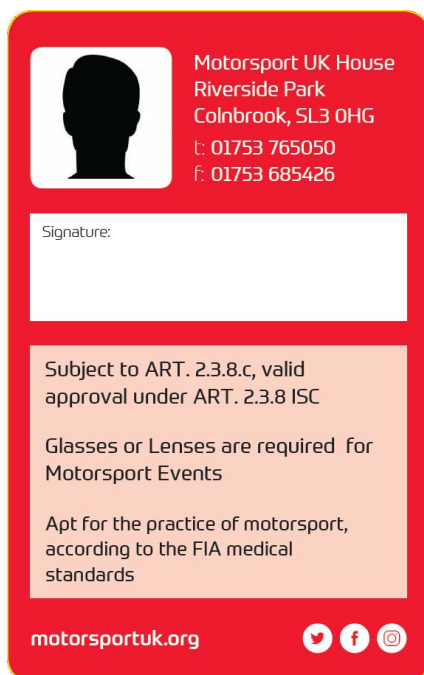 Motorsport UK House
Riverside Park
Colnbrook, SL3 0HG
t: 01753 765050
f: 01753 685426
Signature:
Subject to ART. 2.3.8.c, valid
approval under ART. 2.3.8 ISC
Glasses or Lenses are required for
Motorsport Events
Apt for the practice of motorsport,
according to the FIA medical
standards
motorsportuk.org